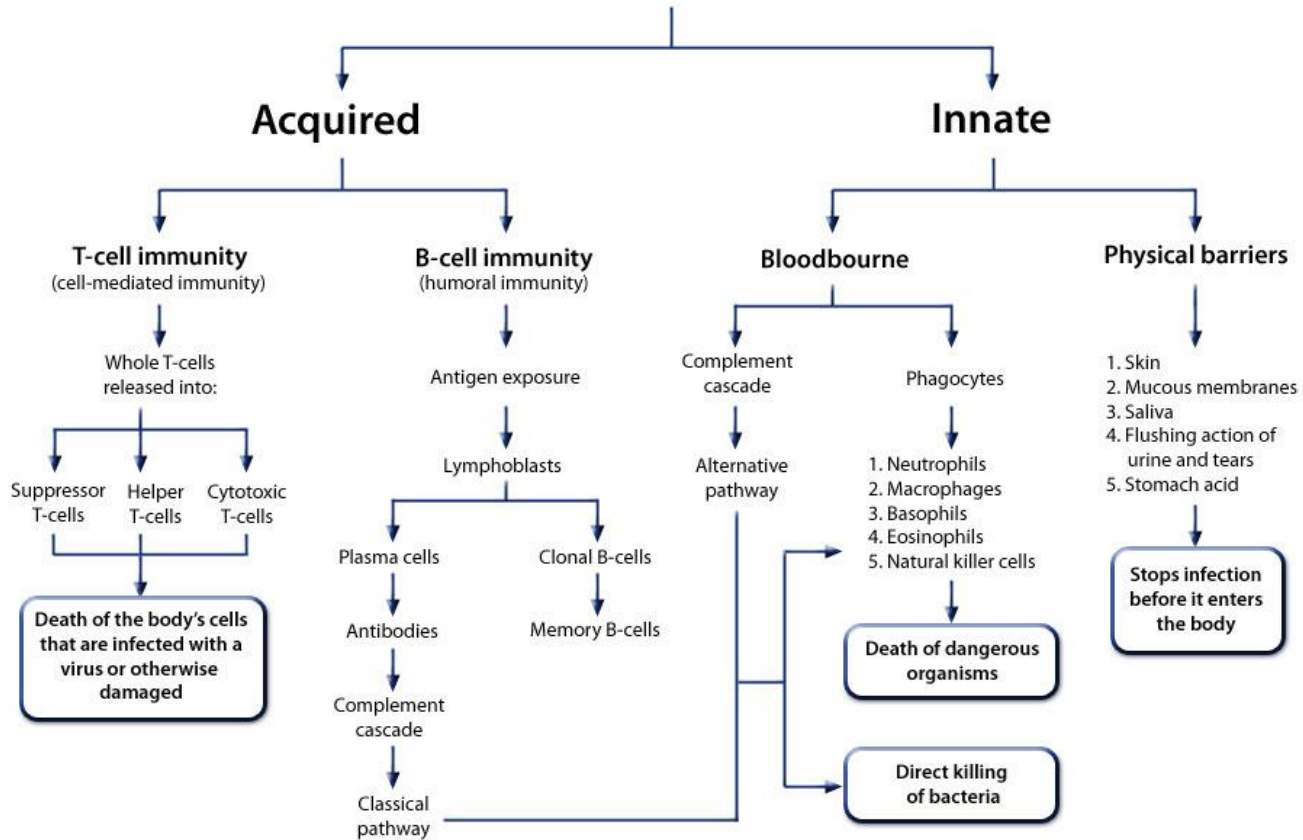 Acquired
Innate
T-cell immunity
(cell-mediated immunity)
Whole T-cells
released into:
Suppressor
T-cells
Helper
T-cells
Cytotoxic
T-cells
Death of the body's cells
that are infected with a
virus or otherwise
damaged
B-cell immunity
(humoral immunity)
Antigen exposure
Lymphoblasts
Plasma cells
Antibodies
Complement
cascade
Classical
pathway
Clonal B-cells
Memory B-cells
Bloodbourne
Complement
cascade
Alternative
pathway
Phagocytes
1. Neutrophils
2. Macrophages
3. Basophils
4. Eosinophils
5. Natural killer cells
Death of dangerous
organisms
Direct killing
of bacteria
Physical barriers
1. Skin
2. Mucous membranes
3. Saliva
4. Flushing action of
urine and tears
5. Stomach acid
Stops infection
before it enters
the body